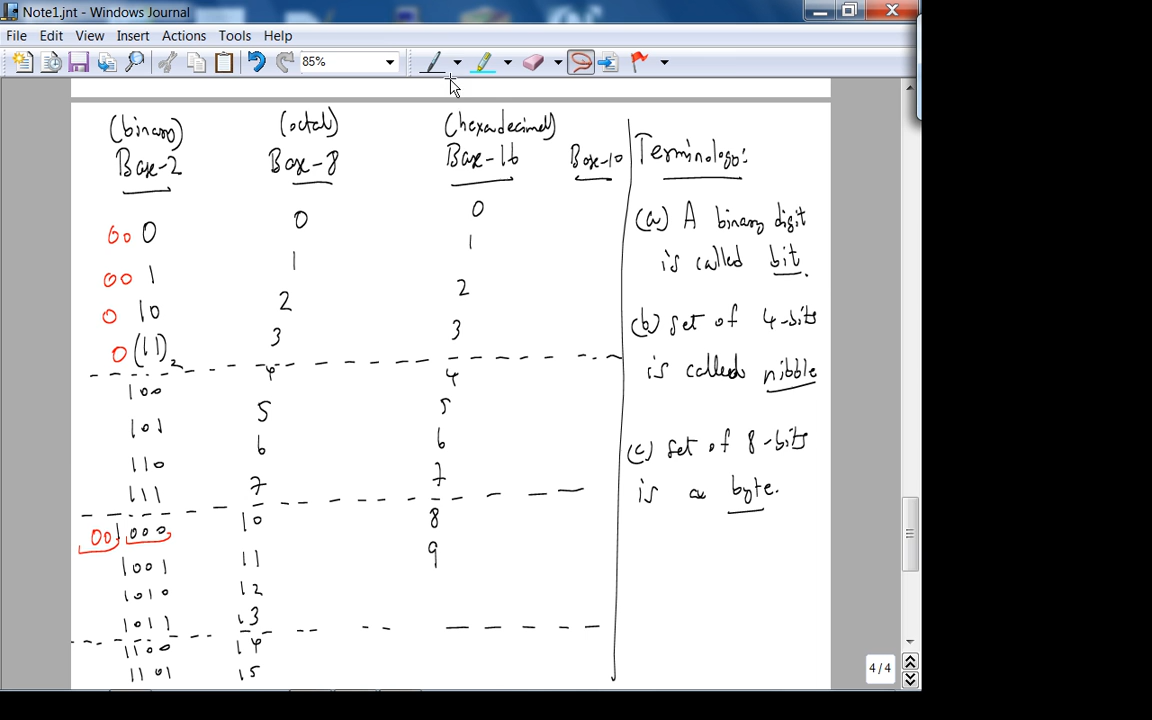 Note1.jnt - Windows Journal
File Edit View Insert Actions Tools Help
85%
(binary) (octal) (hexadecimal)
Base-2 Base-8 Base-16 Base-10
00 0 0 0
00 1 1 1
0 10 2 2
0 (11)2 3 3
100 4 4
101 5 5
110 6 6
111 7 7
001000 10 8
1001 11 9
1010 12
1011 13
1100 14
1101 15
Terminology:
(a) A binary digit
is called bit.
(b) set of 4-bits
is called nibble
(c) set of 8-bits
is a byte.
4 / 4